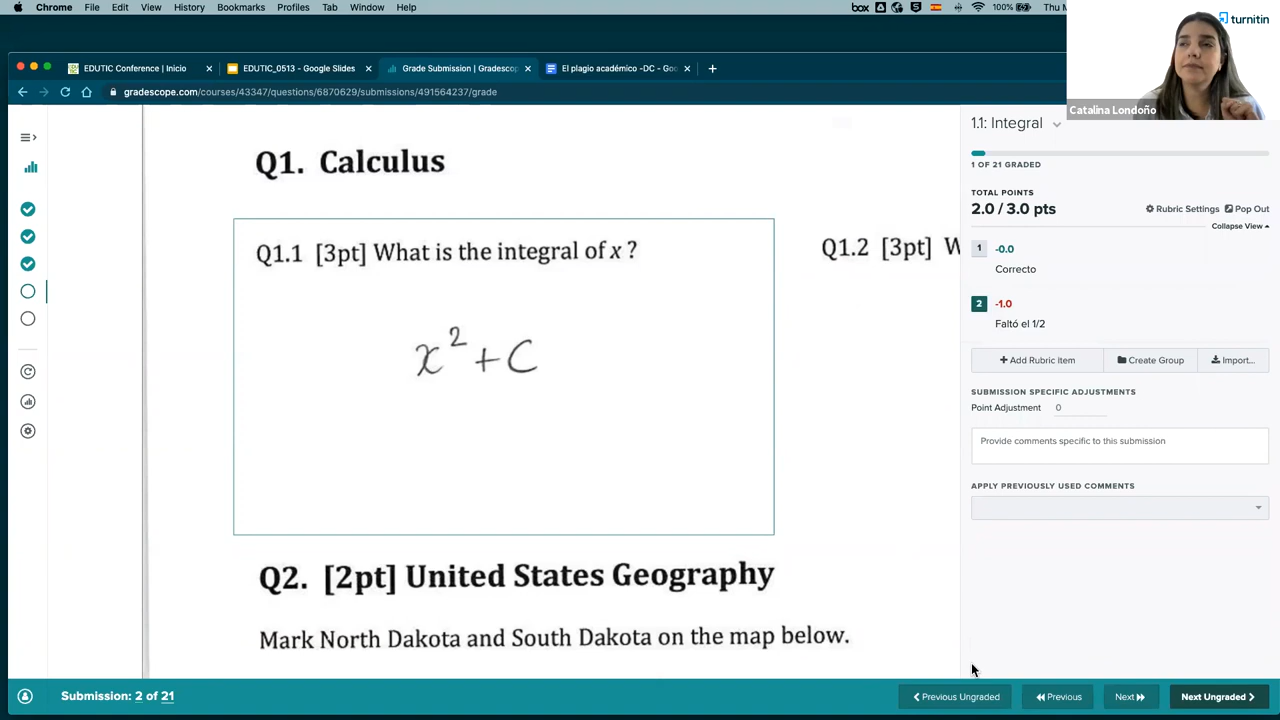 Chrome File Edit View History Bookmarks Profiles Tab Window Help box 100% Thu M
turnitin
Catalina Londoño
EDUTIC Conference | Inicio EDUTIC_0513 - Google Slides Grade Submission | Gradescop El plagio académico -DC - Goo
gradescope.com/courses/43347/questions/6870629/submissions/491564237/grade
1.1: Integral
1 OF 21 GRADED
TOTAL POINTS
2.0 / 3.0 pts
Rubric Settings Pop Out
Collapse View
1 -0.0
Correcto
2 -1.0
Faltó el 1/2
+ Add Rubric Item Create Group Import...
SUBMISSION SPECIFIC ADJUSTMENTS
Point Adjustment 0
Provide comments specific to this submission
APPLY PREVIOUSLY USED COMMENTS
Q1. Calculus
Q1.1 [3pt] What is the integral of x ?
Q1.2 [3pt] W
x² + C
Q2. [2pt] United States Geography
Mark North Dakota and South Dakota on the map below.
Submission: 2 of 21
Previous Ungraded Previous Next Next Ungraded